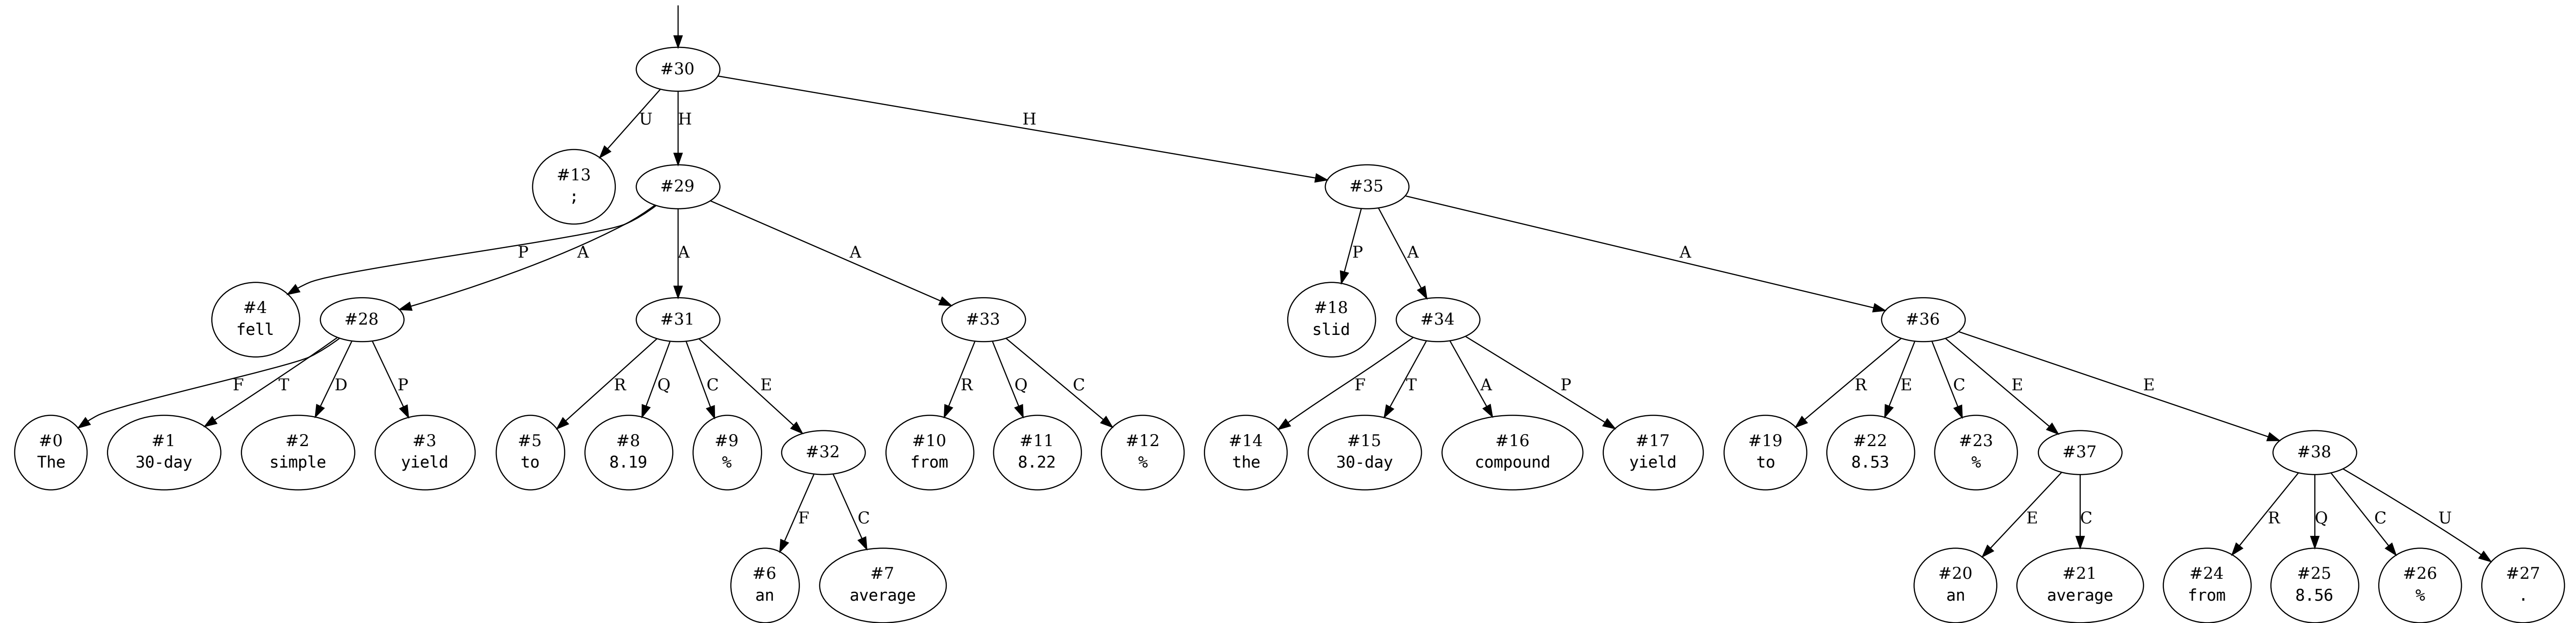 #30
U
H
H
#13
;
#29
#35
P
A
A
A
P
A
A
#4
fell
#28
#31
#33
#18
slid
#34
#36
F
T
D
P
R
Q
C
E
R
Q
C
F
T
A
P
R
E
C
E
E
#0
The
#1
30-day
#2
simple
#3
yield
#5
to
#8
8.19
#9
%
#32
#10
from
#11
8.22
#12
%
#14
the
#15
30-day
#16
compound
#17
yield
#19
to
#22
8.53
#23
%
#37
#38
F
C
E
C
R
Q
C
U
#6
an
#7
average
#20
an
#21
average
#24
from
#25
8.56
#26
%
#27
.